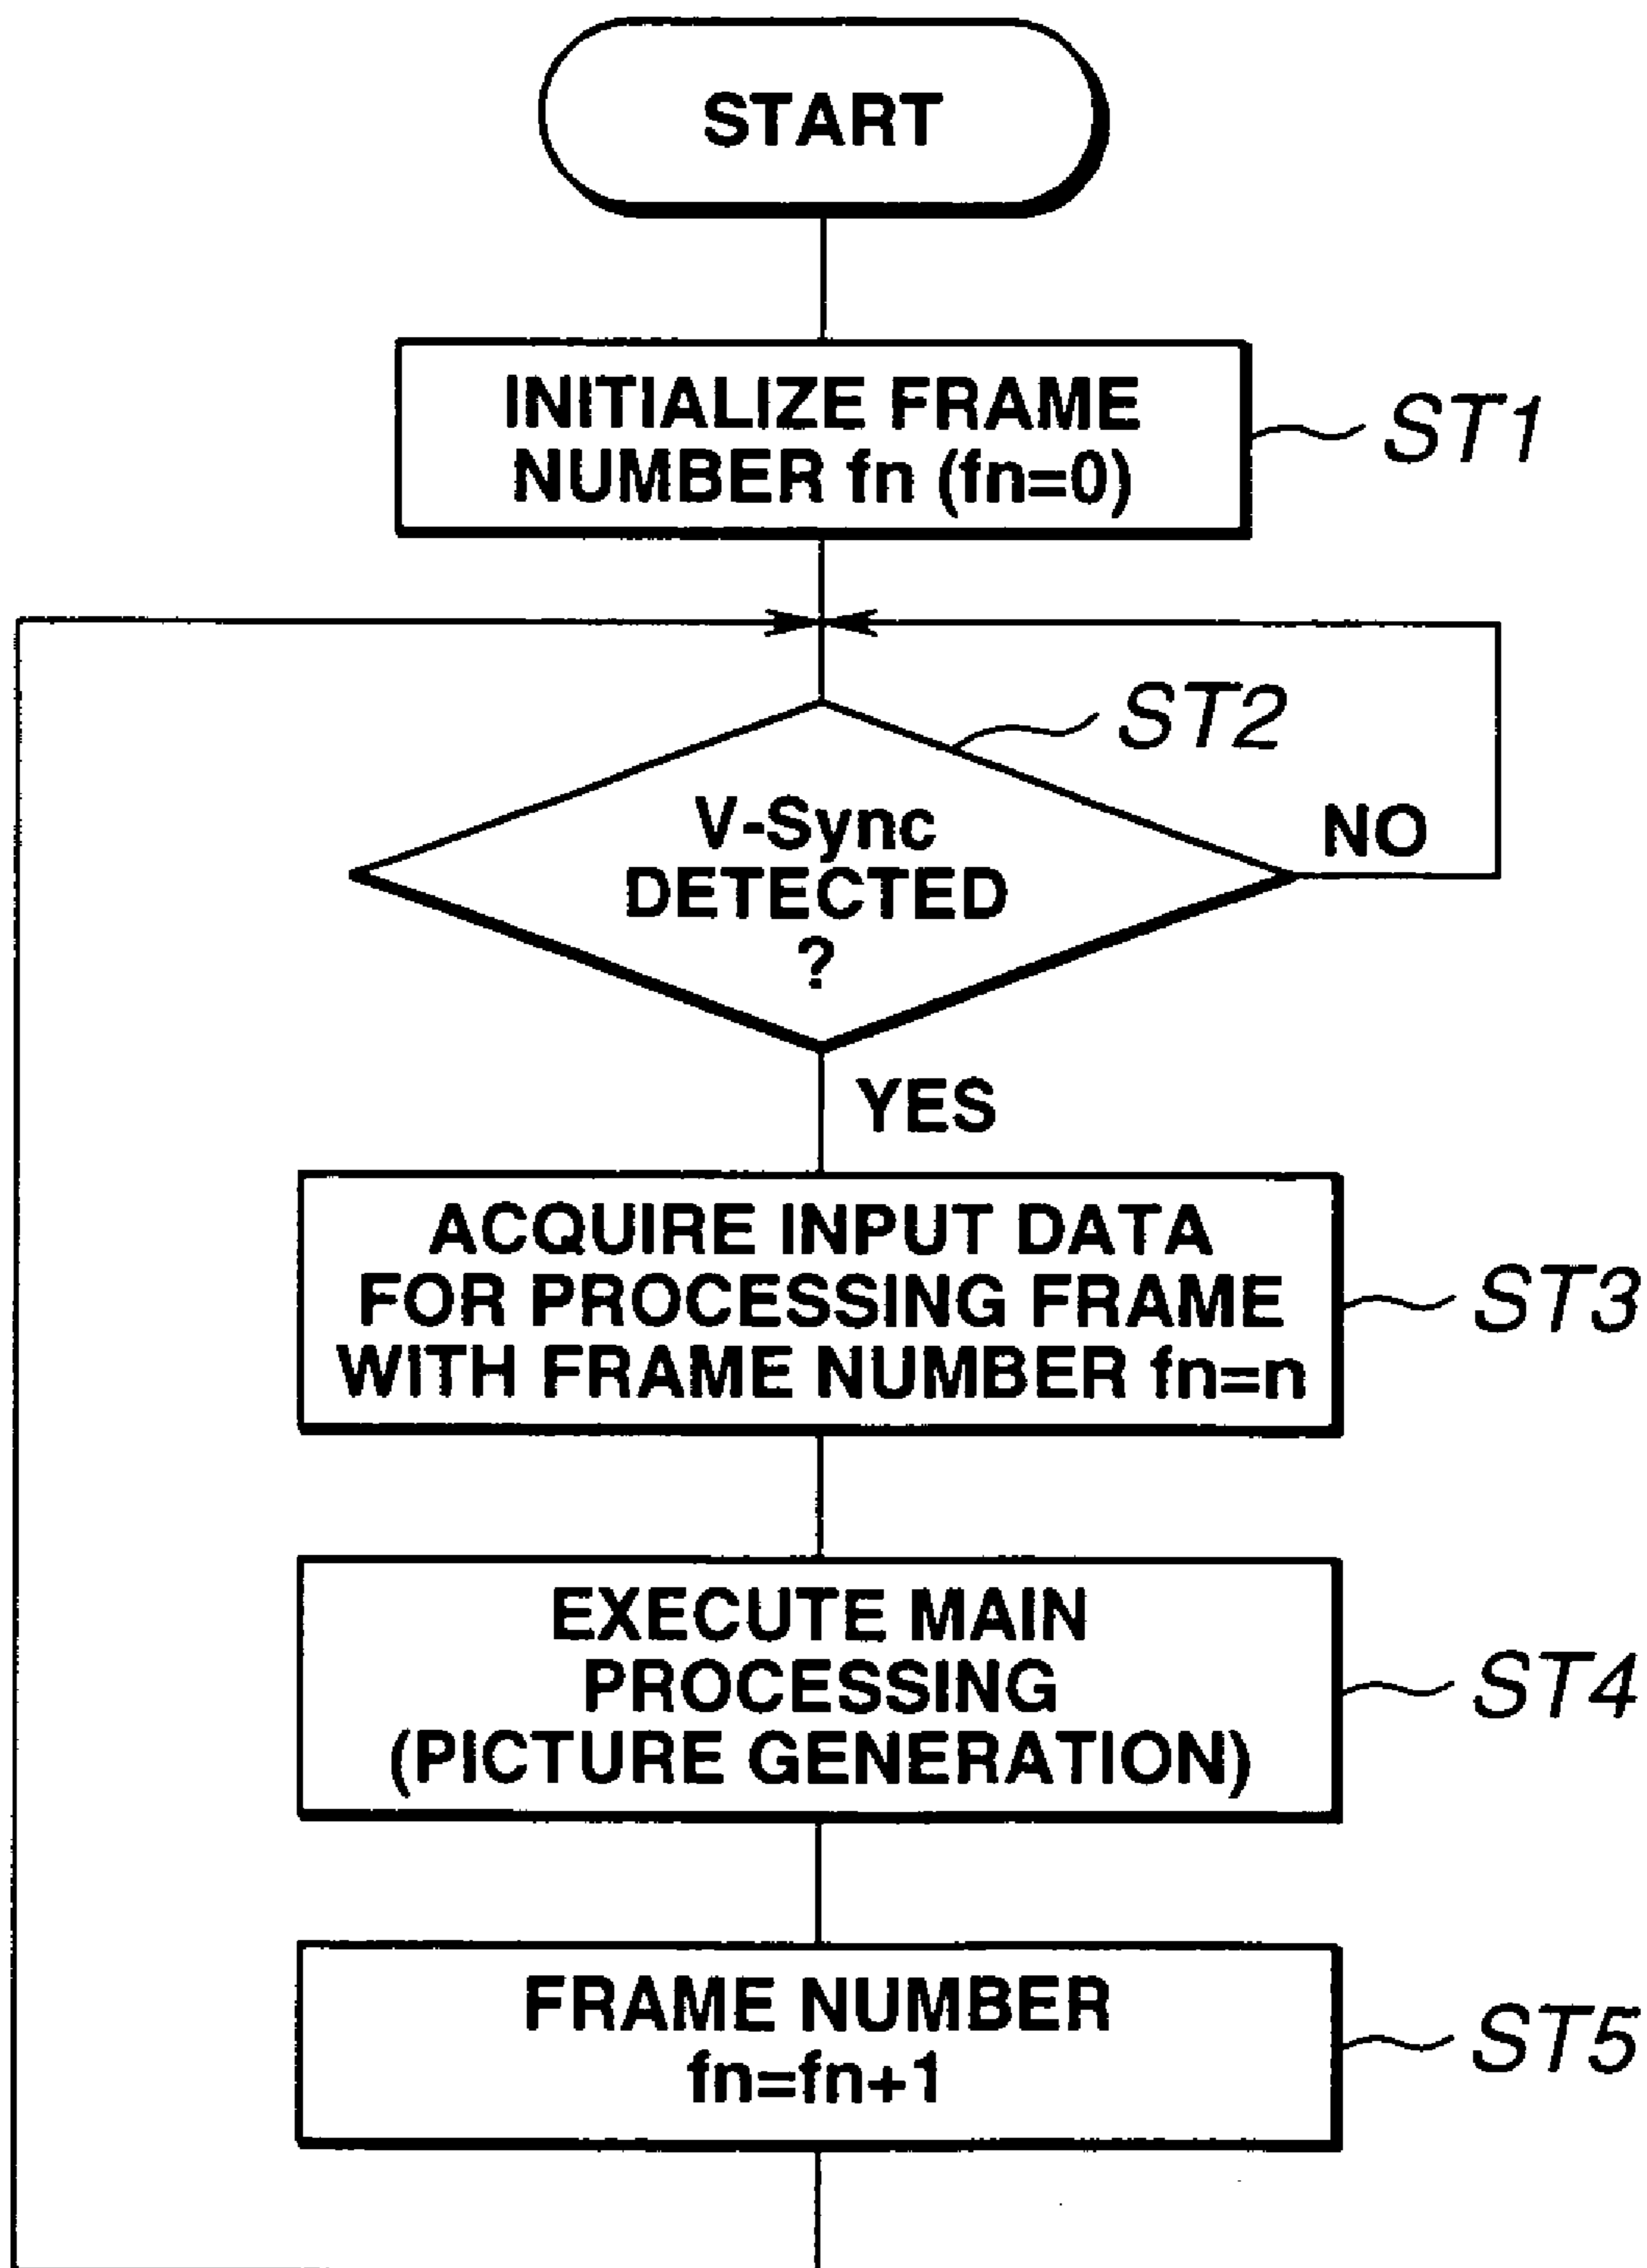 START
INITIALIZE FRAME
NUMBER fn (fn=0)
ST1
ST2
V-Sync
DETECTED
?
NO
YES
ACQUIRE INPUT DATA
FOR PROCESSING FRAME
WITH FRAME NUMBER fn=n
ST3
EXECUTE MAIN
PROCESSING
(PICTURE GENERATION)
ST4
FRAME NUMBER
fn=fn+1
ST5